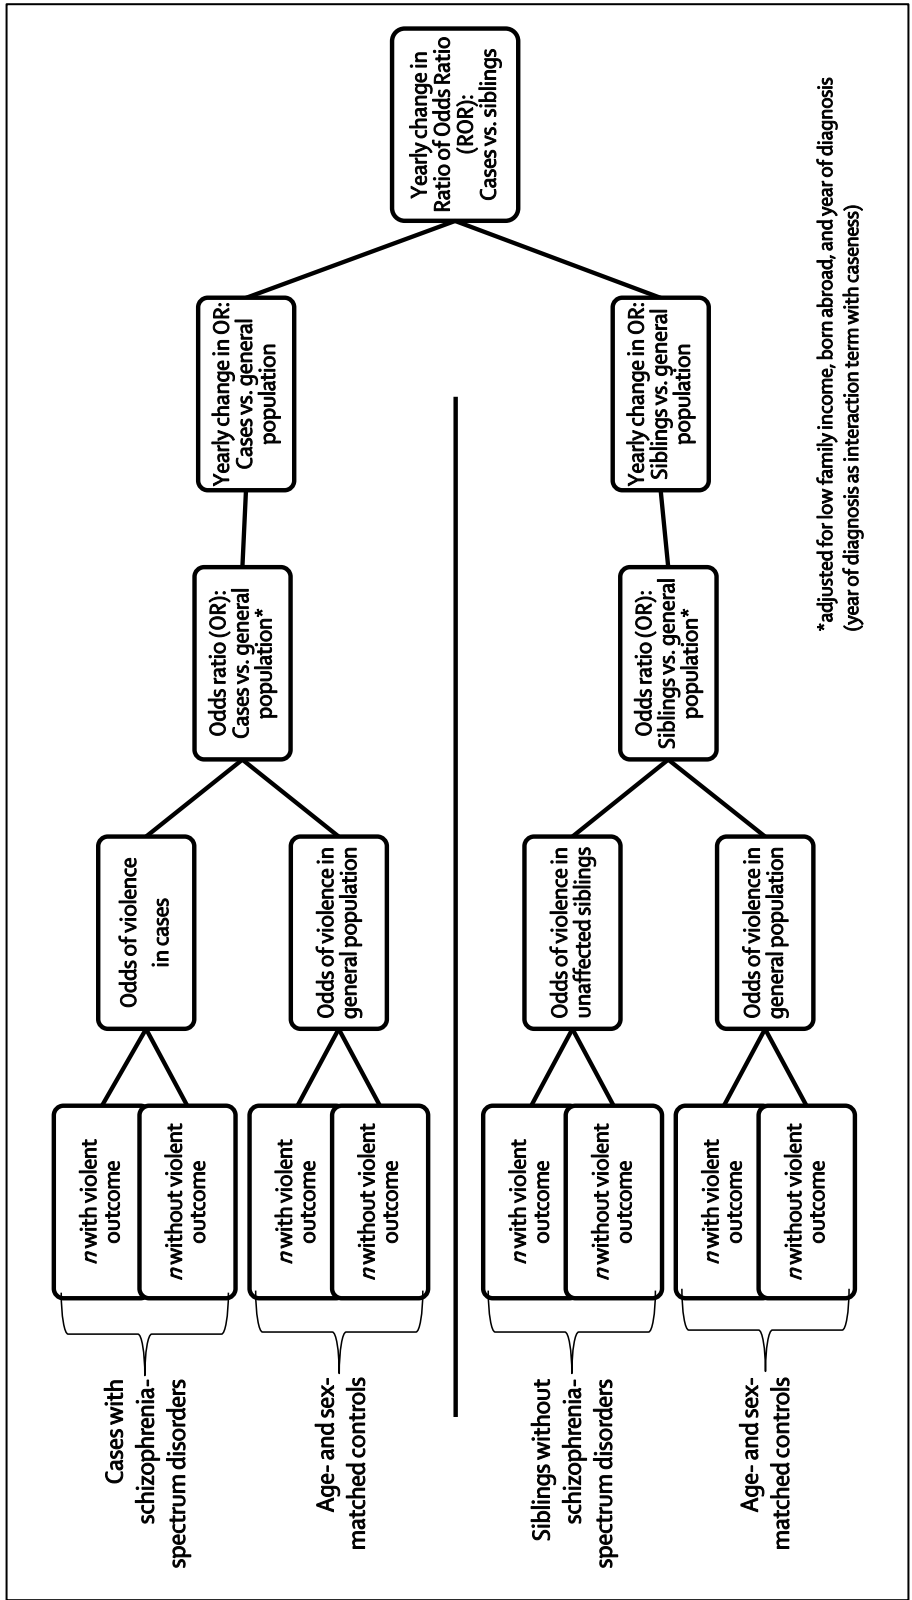 Cases with
schizophrenia-
spectrum disorders
n with violent
outcome
n without violent
outcome
Odds of violence
in cases
Age- and sex-
matched controls
n with violent
outcome
n without violent
outcome
Odds of violence in
general population
Odds ratio (OR):
Cases vs. general
population*
Yearly change in OR:
Cases vs. general
population
Siblings without
schizophrenia-
spectrum disorders
n with violent
outcome
n without violent
outcome
Odds of violence in
unaffected siblings
Age- and sex-
matched controls
n with violent
outcome
n without violent
outcome
Odds of violence in
general population
Odds ratio (OR):
Siblings vs. general
population*
Yearly change in OR:
Siblings vs. general
population
Yearly change in
Ratio of Odds Ratio
(ROR):
Cases vs. siblings
*adjusted for low family income, born abroad, and year of diagnosis
(year of diagnosis as interaction term with caseness)